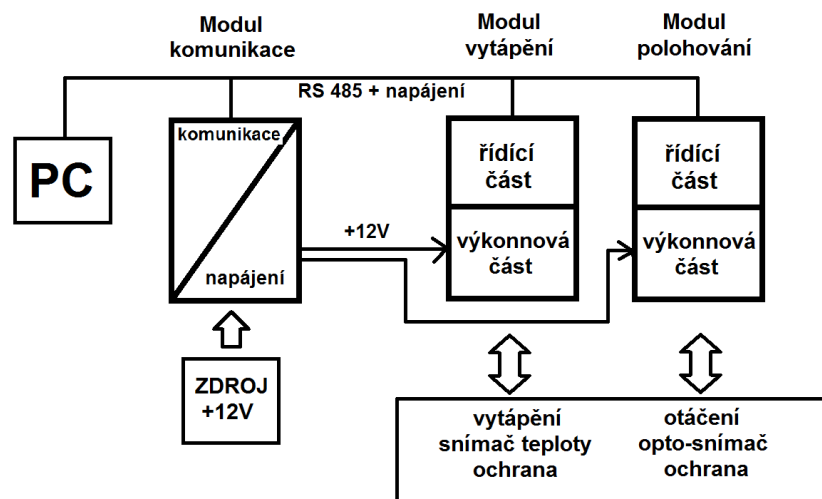 Modul
komunikace
Modul
vytápění
Modul
polohování
RS 485 + napájení
PC
komunikace
napájení
řídící
část
řídící
část
+12V
výkonnová
část
výkonnová
část
ZDROJ
+12V
vytápění
snímač teploty
ochrana
otáčení
opto-snímač
ochrana